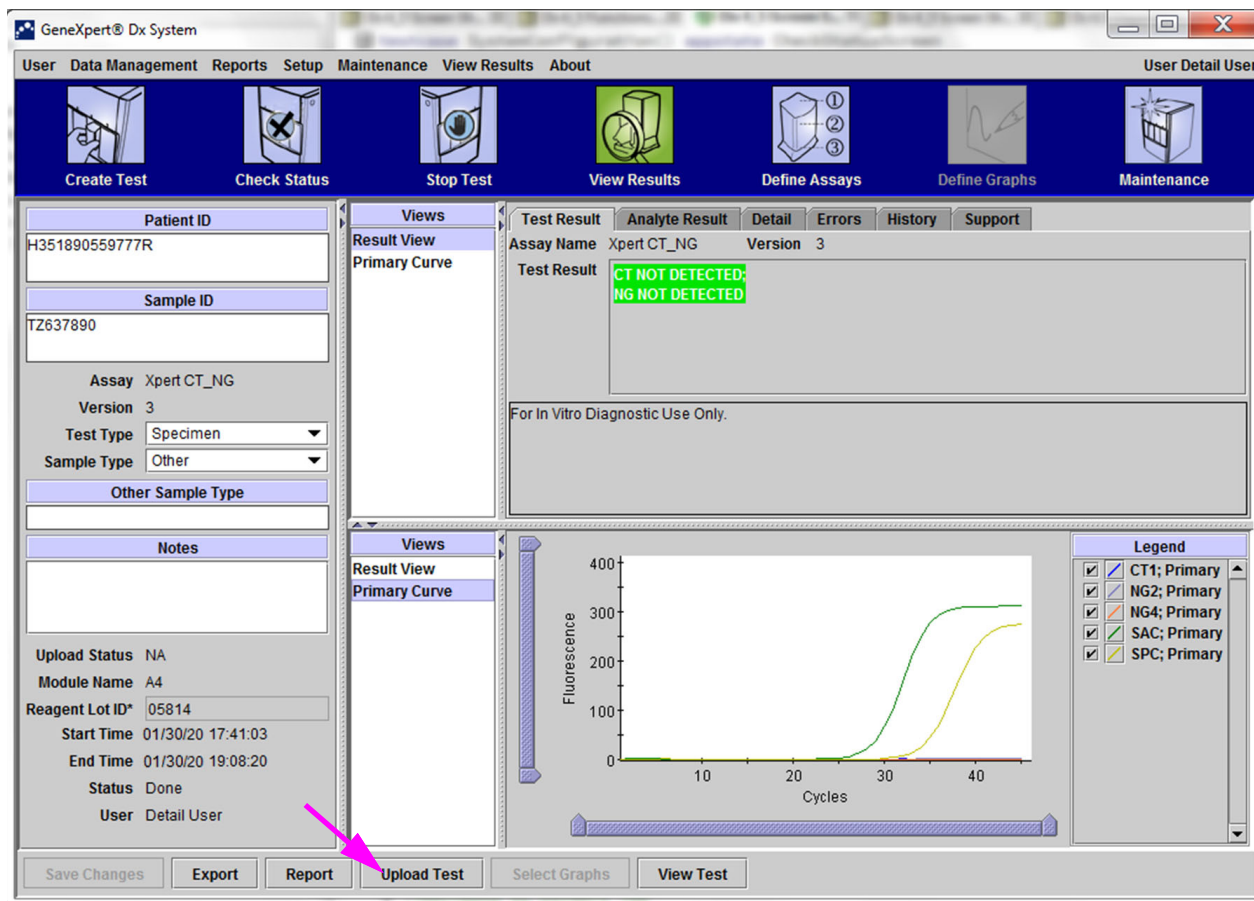 GeneXpert® Dx System
User Data Management Reports Setup Maintenance View Results About User Detail User
Create Test Check Status Stop Test View Results Define Assays Define Graphs Maintenance
Patient ID
H351890559777R
Sample ID
TZ637890
Assay Xpert CT_NG
Version 3
Test Type Specimen
Sample Type Other
Other Sample Type
Notes
Upload Status NA
Module Name A4
Reagent Lot ID* 05814
Start Time 01/30/20 17:41:03
End Time 01/30/20 19:08:20
Status Done
User Detail User
Views
Result View
Primary Curve
Test Result Analyte Result Detail Errors History Support
Assay Name Xpert CT_NG Version 3
Test Result CT NOT DETECTED;
NG NOT DETECTED
For In Vitro Diagnostic Use Only.
Views
Result View
Primary Curve
Fluorescence
400
300
200
100
0
10 20 30 40
Cycles
Legend
CT1; Primary
NG2; Primary
NG4; Primary
SAC; Primary
SPC; Primary
Save Changes Export Report Upload Test Select Graphs View Test